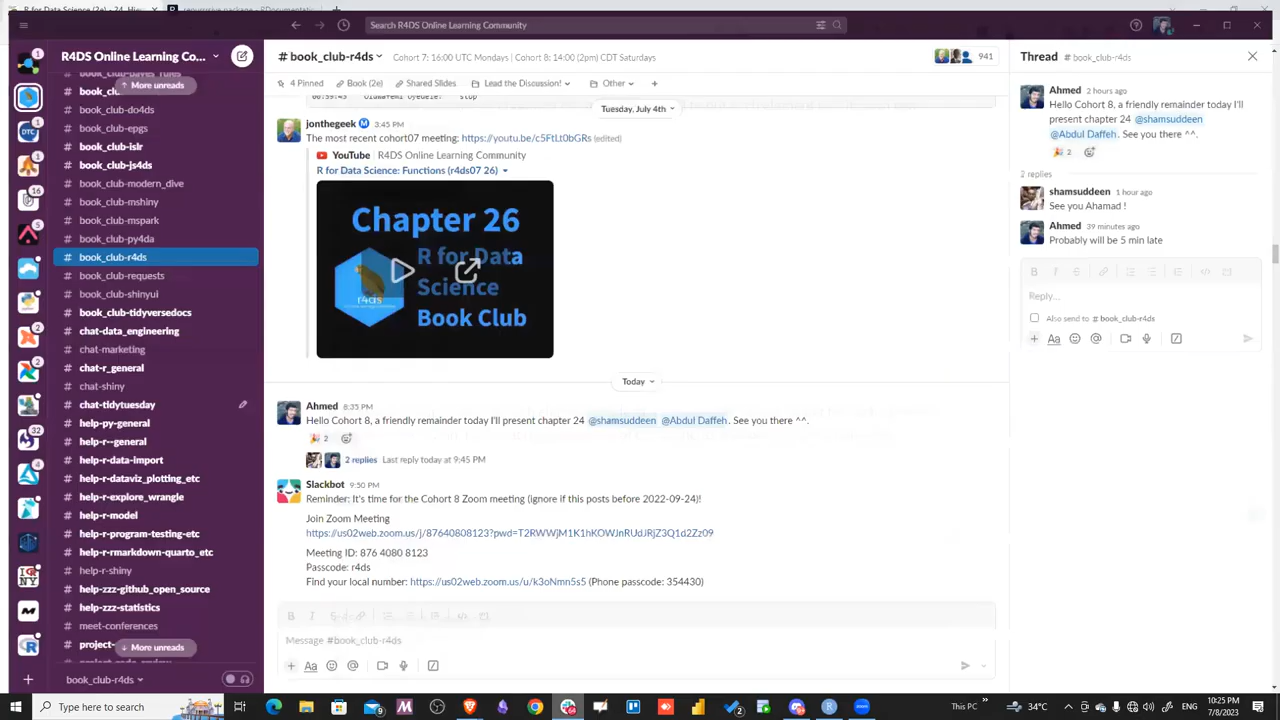 R for Data Science (2e) - 24 Hier
repurrrsive package - RDocumentati
Search R4DS Online Learning Community
R4DS Online Learning Co...
More unreads
book_club-do4ds
book_club-epgs
book_club-islr
book_club-js4ds
book_club-modern_dive
book_club-mshiny
book_club-mspark
book_club-py4da
book_club-r4ds
book_club-requests
book_club-shinyui
book_club-tidyversedocs
chat-data_engineering
chat-marketing
chat-r_general
chat-shiny
chat-tidytuesday
help-py-general
help-r--general
help-r-data-import
help-r-dataviz_plotting_etc
help-r-explore_wrangle
help-r-model
help-r-program-testing-etc
help-r-rmarkdown-quarto_etc
help-r-shiny
help-zzz-github_open_source
help-zzz-statistics
meet-conferences
project-
More unreads
book_club-r4ds
# book_club-r4ds
Cohort 7: 16:00 UTC Mondays | Cohort 8: 14:00 (2pm) CDT Saturdays
941
4 Pinned
Book (2e)
Shared Slides
Lead the Discussion!
Other
00:59:45 Oluwafemi Oyedele: stop
Tuesday, July 4th
jonthegeek 3:45 PM
The most recent cohort07 meeting: https://youtu.be/c5FtLt0bGRs (edited)
YouTube | R4DS Online Learning Community
R for Data Science: Functions (r4ds07 26)
Chapter 26
R for Data
Science
Book Club
r4ds
Today
Ahmed 8:35 PM
Hello Cohort 8, a friendly remainder today I'll present chapter 24 @shamsuddeen @Abdul Daffeh. See you there ^^.
2
2 replies Last reply today at 9:45 PM
Slackbot 9:50 PM
Reminder: It's time for the Cohort 8 Zoom meeting (ignore if this posts before 2022-09-24)!
Join Zoom Meeting
https://us02web.zoom.us/j/87640808123?pwd=T2RWWjM1K1hKOWJnRUdJRjZ3Q1d2Zz09
Meeting ID: 876 4080 8123
Passcode: r4ds
Find your local number: https://us02web.zoom.us/u/k3oNmn5s5 (Phone passcode: 354430)
Message #book_club-r4ds
Thread # book_club-r4ds
Ahmed 2 hours ago
Hello Cohort 8, a friendly remainder today I'll
present chapter 24 @shamsuddeen
@Abdul Daffeh. See you there ^^.
2
2 replies
shamsuddeen 1 hour ago
See you Ahamad !
Ahmed 39 minutes ago
Probably will be 5 min late
Reply...
Also send to # book_club-r4ds
Type here to search
This PC
34°C
10:25 PM
7/8/2023